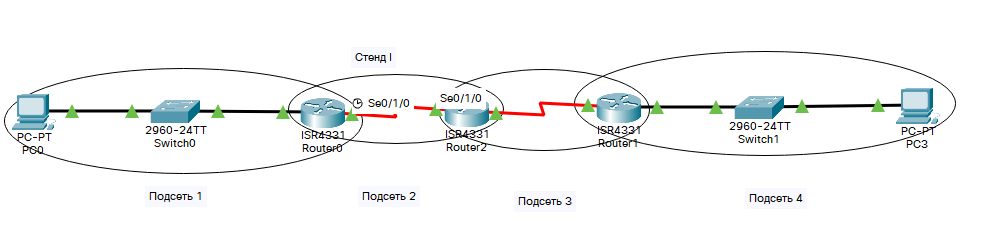 Стенд I
Se0/1/0
Se0/1/0
PC-PT
PC0
2960-24TT
Switch0
ISR4331
Router0
ISR4331
Router2
ISR4331
Router1
2960-24TT
Switch1
PC-PT
PC3
Подсеть 1
Подсеть 2
Подсеть 3
Подсеть 4